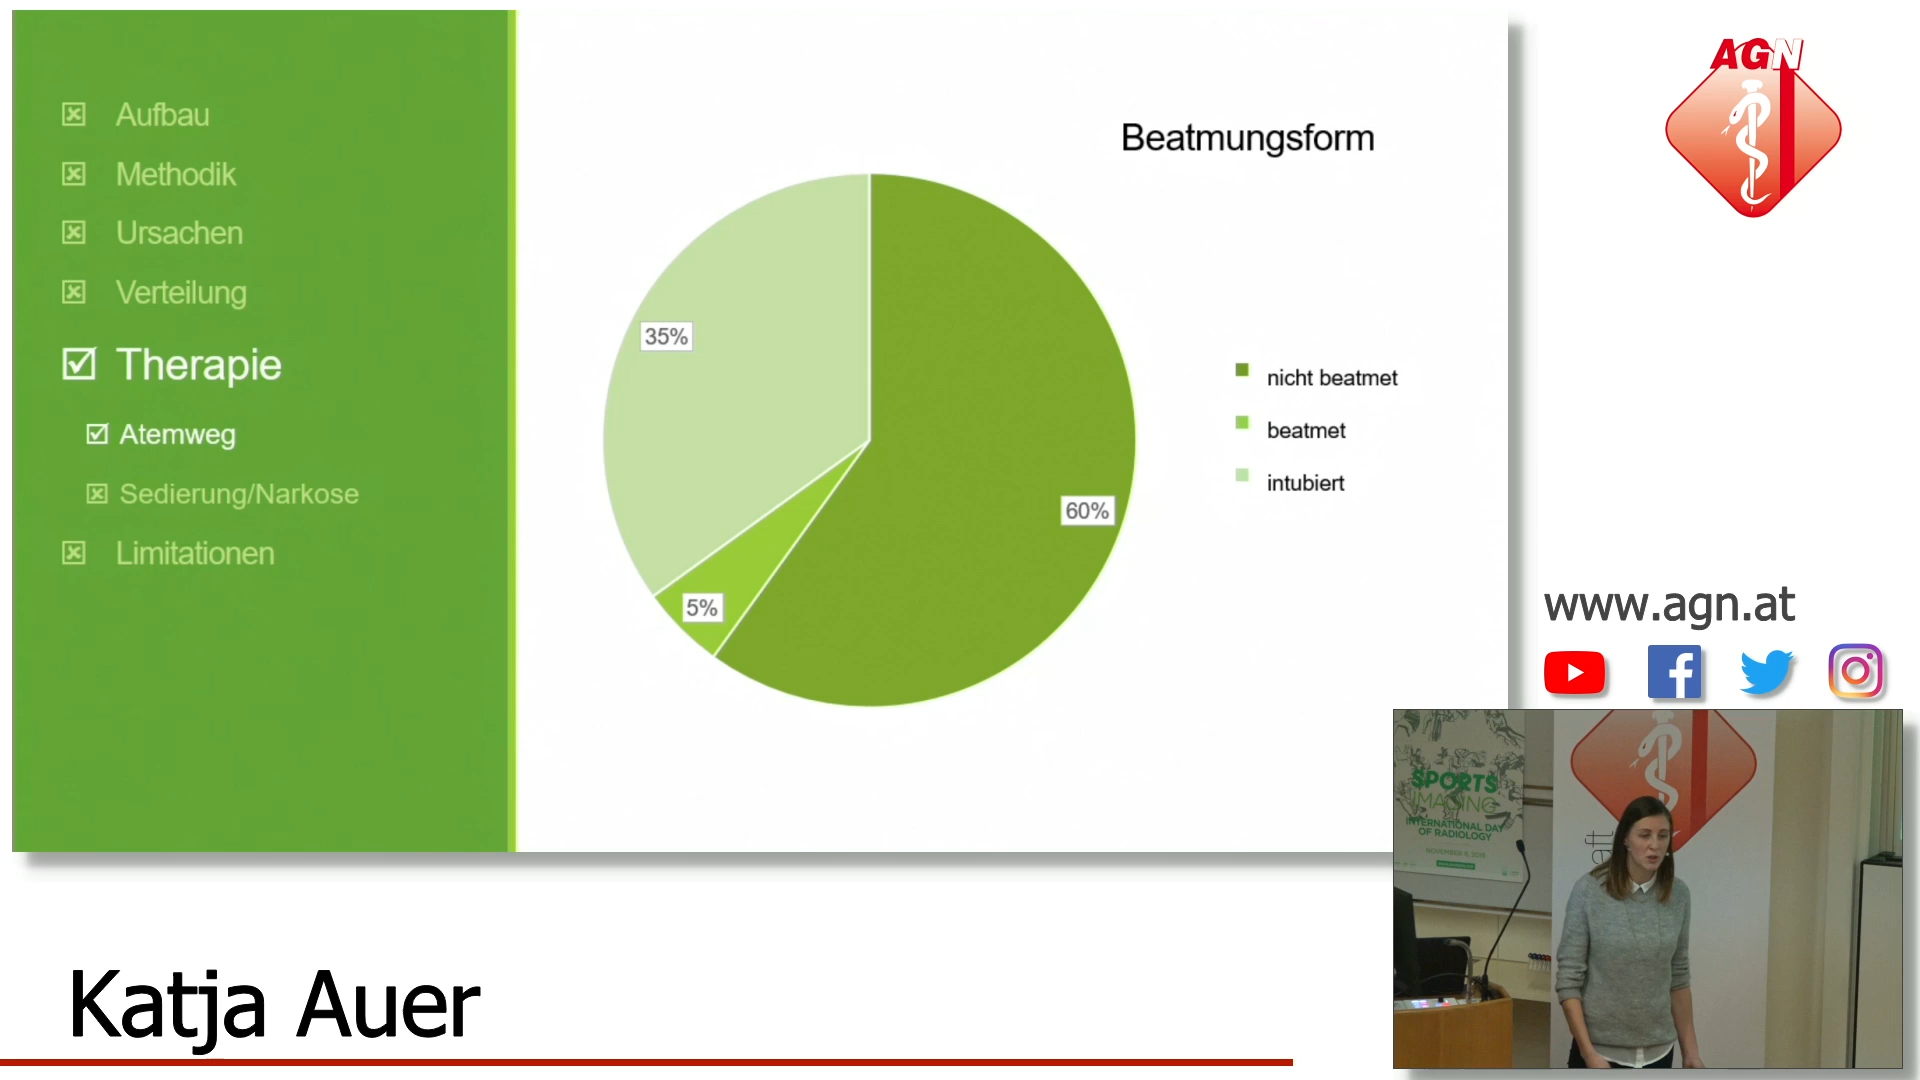 Aufbau
Methodik
Ursachen
Verteilung
Therapie
Atemweg
Sedierung/Narkose
Limitationen
Beatmungsform
35%
60%
5%
nicht beatmet
beatmet
intubiert
AGN
www.agn.at
SPORTS
IMAGING
INTERNATIONAL DAY
OF RADIOLOGY
aft
Katja Auer